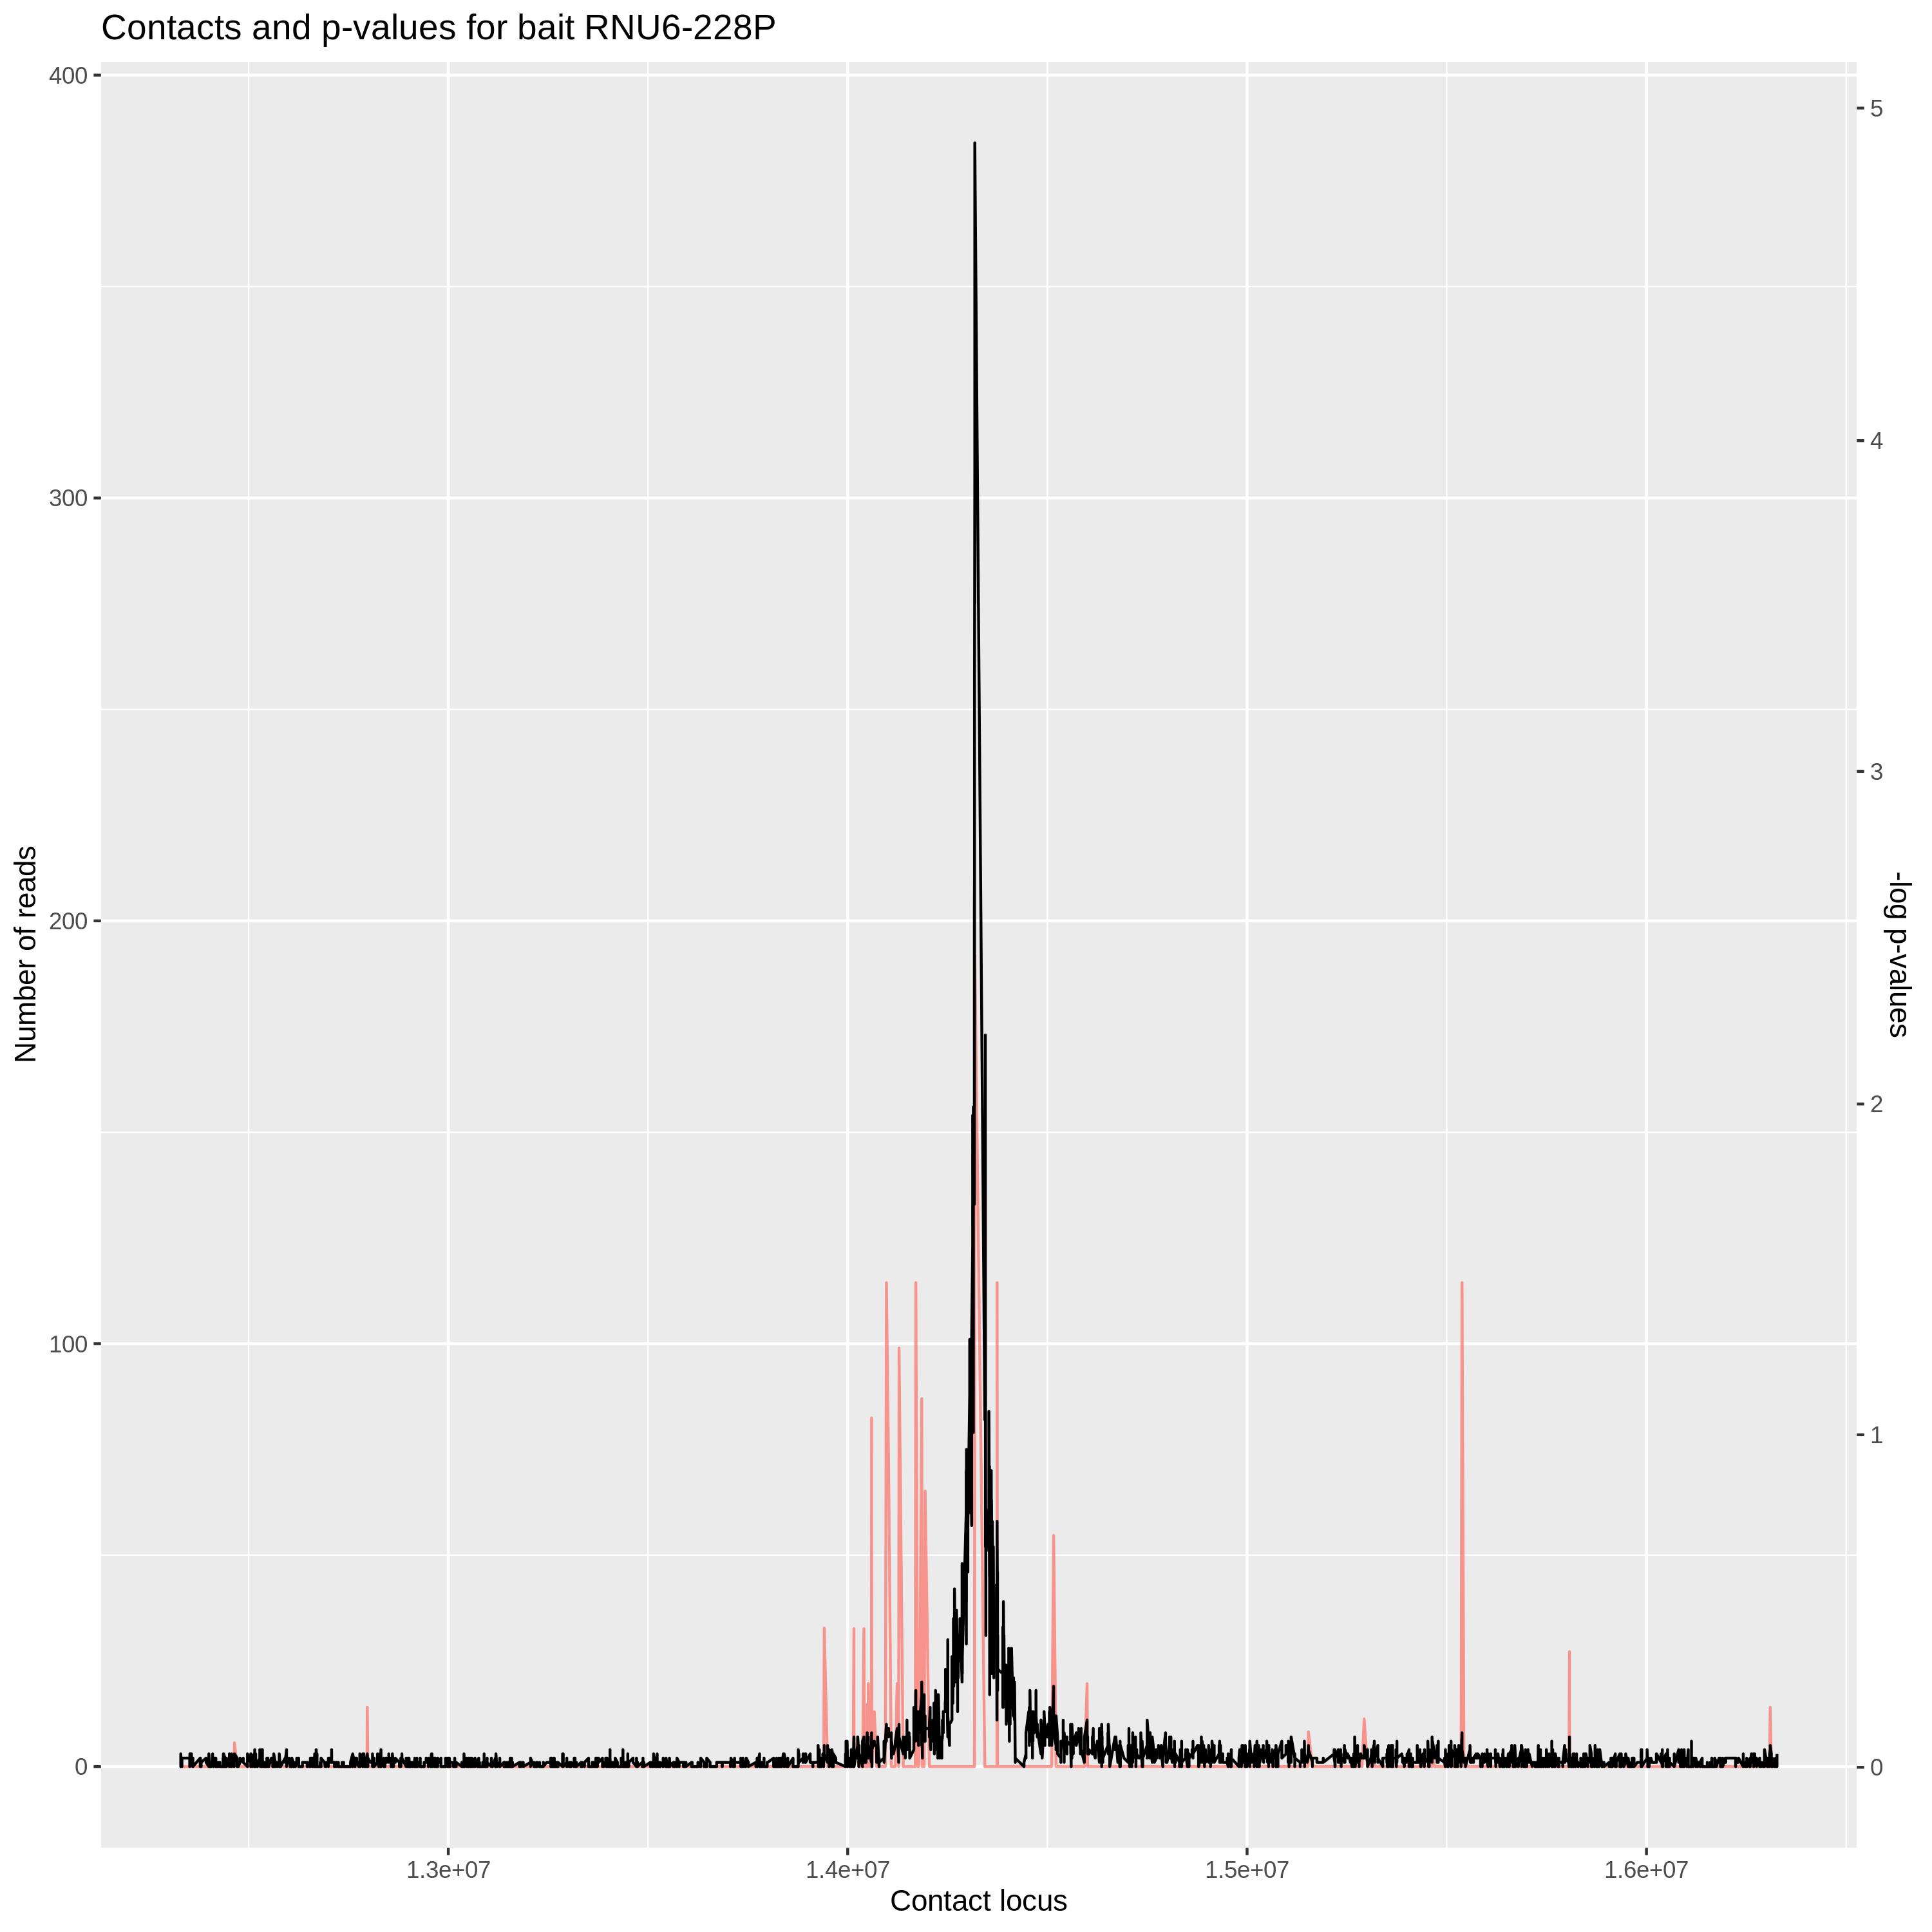 Contacts and p-values for bait RNU6-228P
400
300
200
100
0
5
4
3
2
1
0
Number of reads
-log p-values
1.3e+07 1.4e+07 1.5e+07 1.6e+07
Contact locus